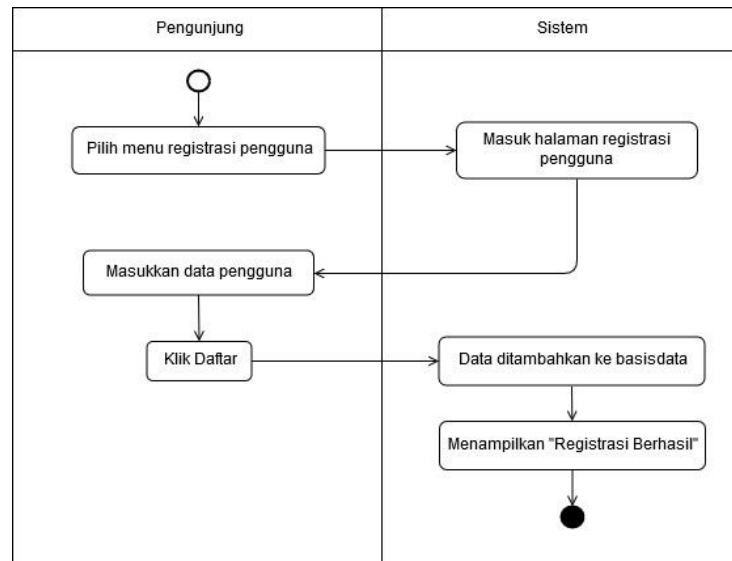 Pengunjung
Sistem
Pilih menu registrasi pengguna
Masuk halaman registrasi
pengguna
Masukkan data pengguna
Klik Daftar
Data ditambahkan ke basisdata
Menampilkan "Registrasi Berhasil"